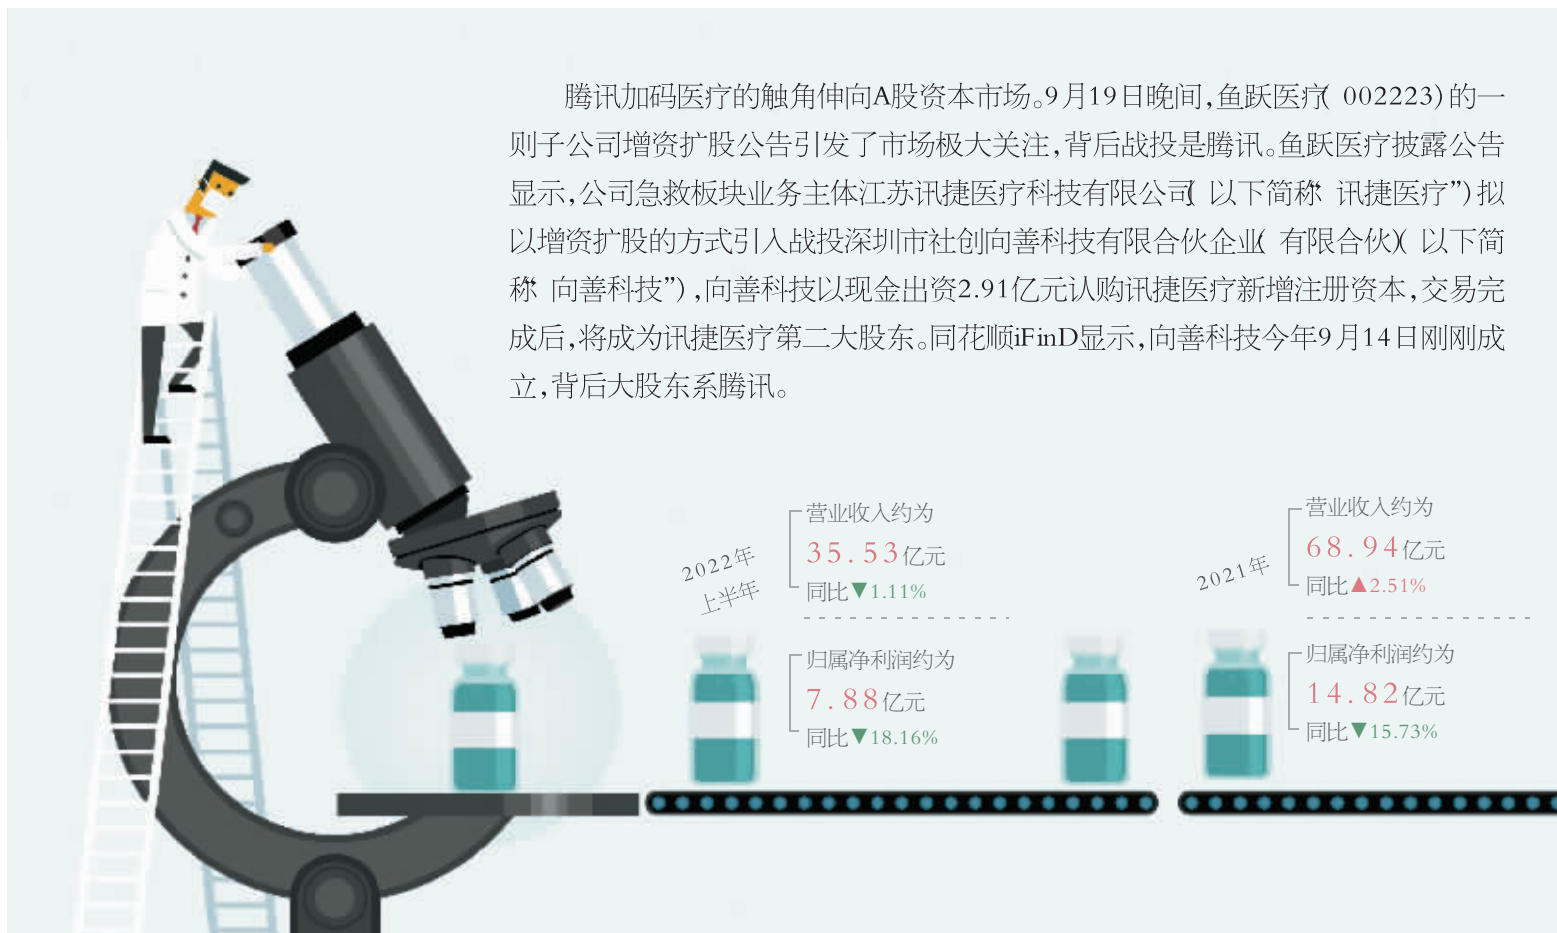 腾讯加码医疗的触角伸向A股资本市场。9月19日晚间,鱼跃医疗( 002223)的一
则子公司增资扩股公告引发了市场极大关注,背后战投是腾讯。鱼跃医疗披露公告
显示,公司急救板块业务主体江苏讯捷医疗科技有限公司( 以下简称“ 讯捷医疗”)拟
以增资扩股的方式引入战投深圳市社创向善科技有限合伙企业( 有限合伙)( 以下简
称“ 向善科技”),向善科技以现金出资2.91亿元认购讯捷医疗新增注册资本,交易完
成后,将成为讯捷医疗第二大股东。同花顺iFinD显示,向善科技今年9月14日刚刚成
立,背后大股东系腾讯。
2022年
上半年
营业收入约为
35.53亿元
同比▼1.11%
归属净利润约为
7.88亿元
同比▼18.16%
2021年
营业收入约为
68.94亿元
同比▲2.51%
归属净利润约为
14.82亿元
同比▼15.73%